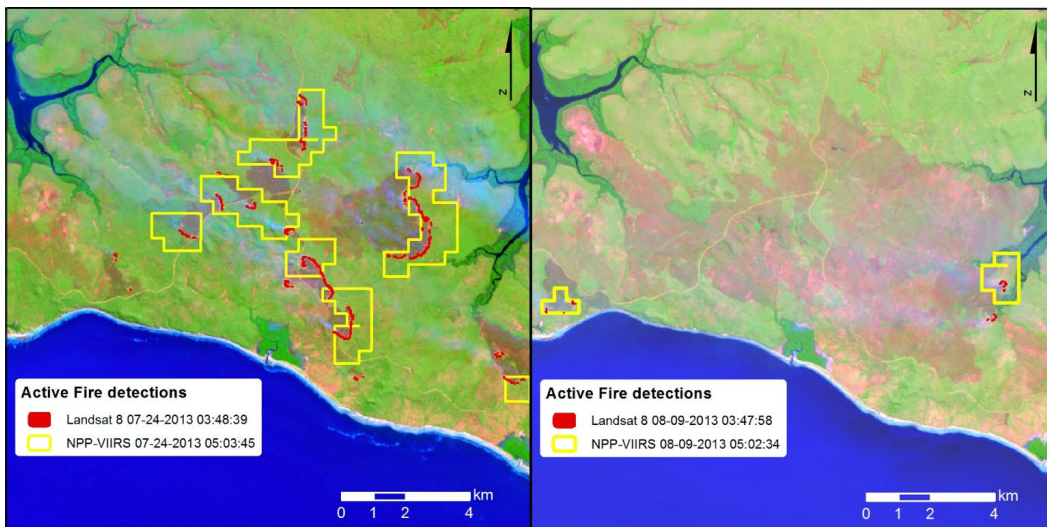 N
Active Fire detections
Landsat 8 07-24-2013 03:48:39
NPP-VIIRS 07-24-2013 05:03:45
km
0 1 2 4
N
Active Fire detections
Landsat 8 08-09-2013 03:47:58
NPP-VIIRS 08-09-2013 05:02:34
km
0 1 2 4